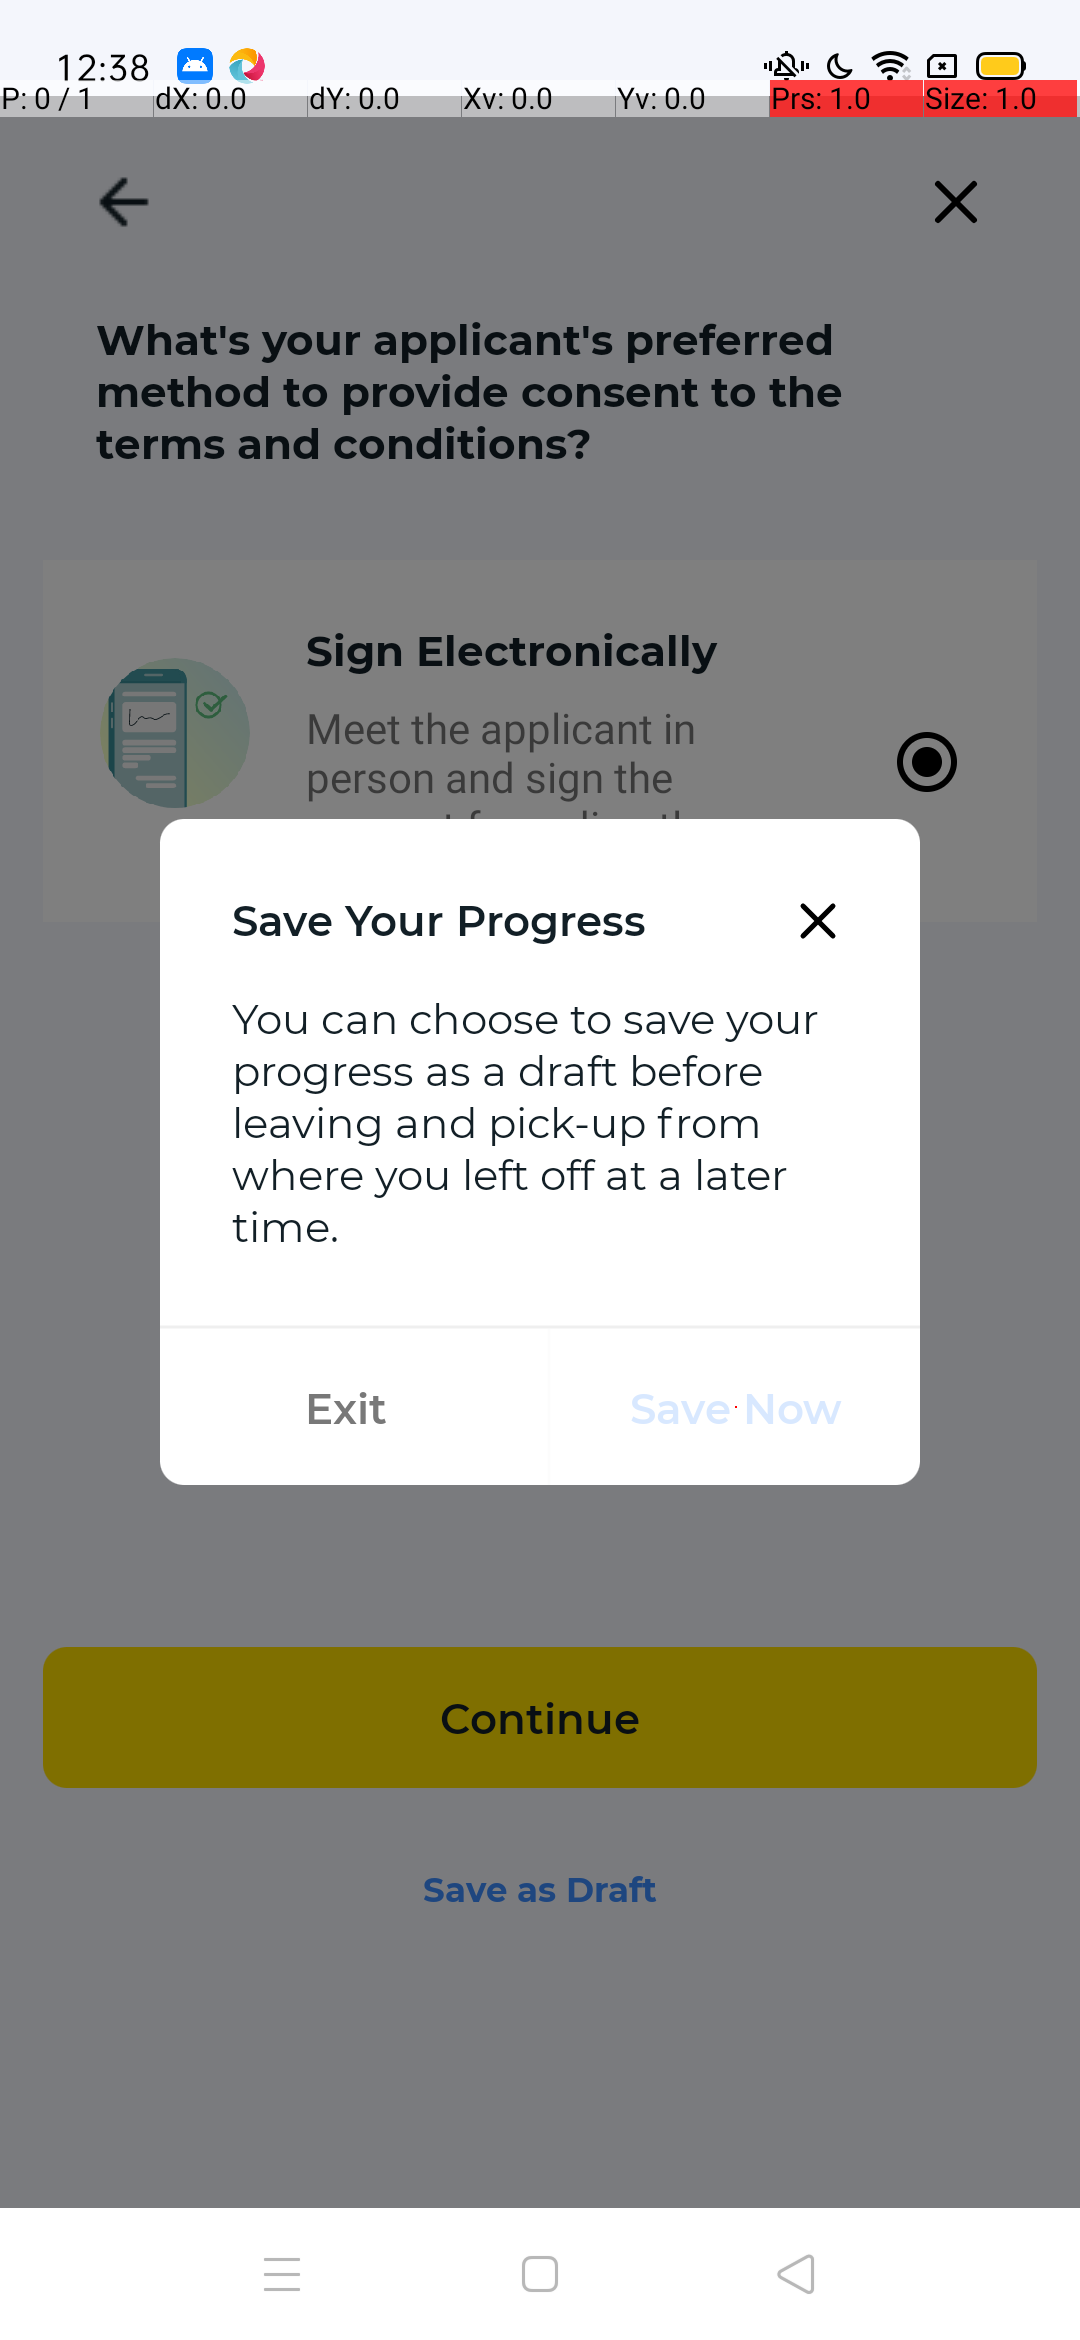 12:38
P: 0 / 1 dX: 0.0 dY: 0.0 Xv: 0.0 Yv: 0.0 Prs: 1.0 Size: 1.0
What's your applicant's preferred
method to provide consent to the
terms and conditions?
Sign Electronically
Meet the applicant in
person and sign the
Save Your Progress
You can choose to save your
progress as a draft before
leaving and pick-up from
where you left off at a later
time.
Exit Save Now
Continue
Save as Draft